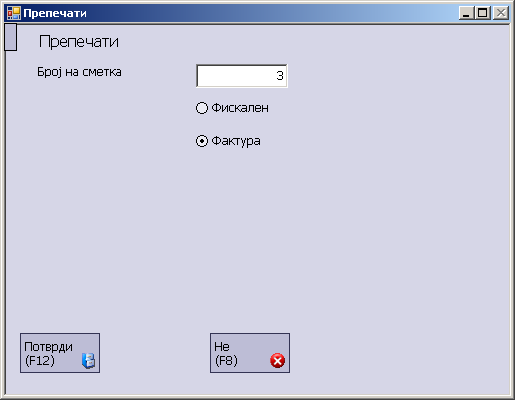 Препечати
Препечати
Број на сметка
3
Фискален
Фактура
Потврди
(F12)
Не
(F8)